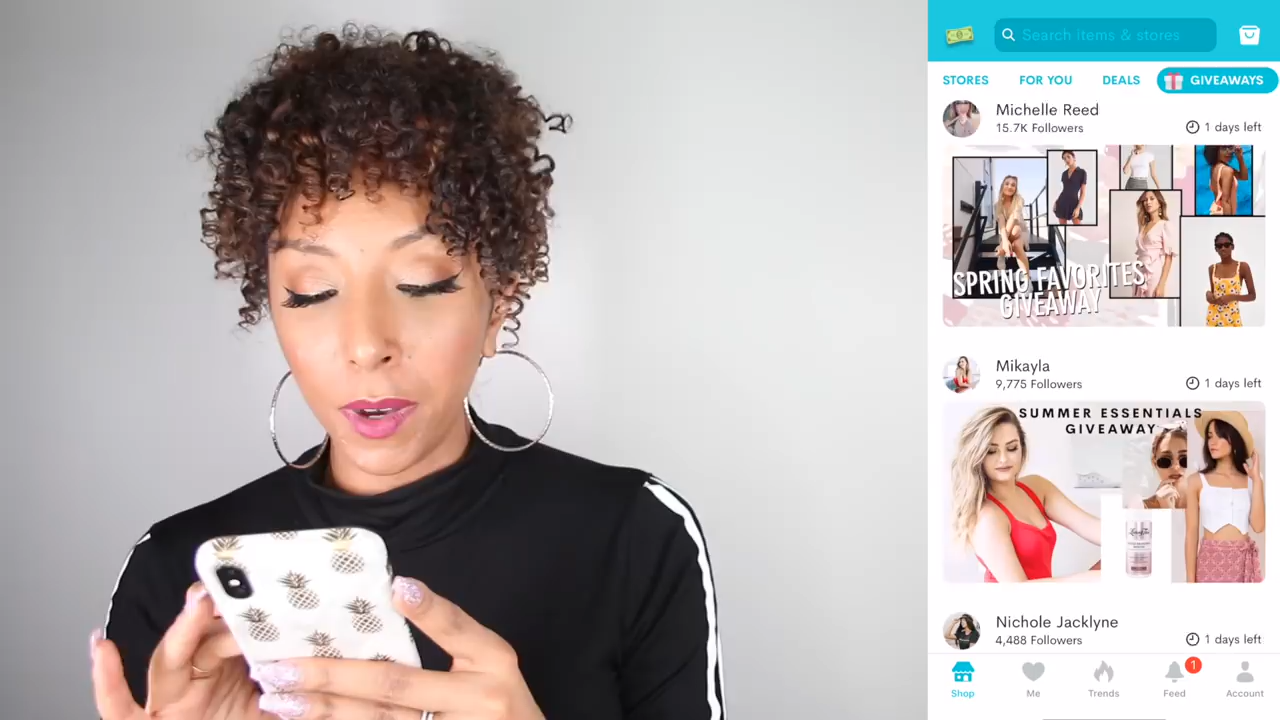 Search items & stores
STORES FOR YOU DEALS GIVEAWAYS
Michelle Reed
15.7K Followers
1 days left
SPRING FAVORITES
GIVEAWAY
Mikayla
9,775 Followers
1 days left
SUMMER ESSENTIALS
GIVEAWAY
Nichole Jacklyne
4,488 Followers
1 days left
1
Shop Me Trends Feed Account